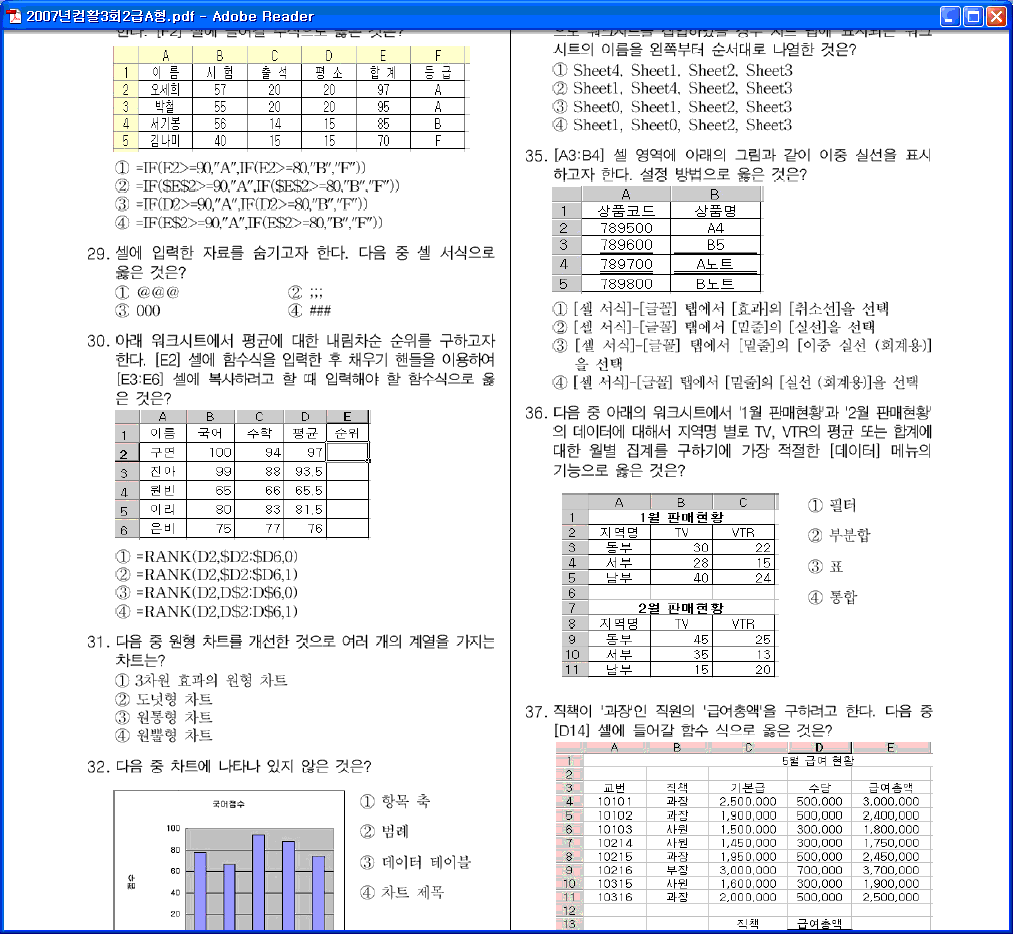 2007년컴활3회2급A형.pdf - Adobe Reader
한다. [F2] 셀에 들어갈 수식으로 옳은 것은?
A B C D E F
1 이 름 시 험 출 석 평 소 합 계 등 급
2 오세희 57 20 20 97 A
3 박철 55 20 20 95 A
4 서기봉 56 14 15 85 B
5 김나미 40 15 15 70 F
① =IF(E2>=90,"A",IF(E2>=80,"B","F"))
② =IF($E$2>=90,"A",IF($E$2>=80,"B","F"))
③ =IF(D2>=90,"A",IF(D2>=80,"B","F"))
④ =IF(E$2>=90,"A",IF(E$2>=80,"B","F"))
29. 셀에 입력한 자료를 숨기고자 한다. 다음 중 셀 서식으로
옳은 것은?
① @@@ ② ;;;
③ 000 ④ ###
30. 아래 워크시트에서 평균에 대한 내림차순 순위를 구하고자
한다. [E2] 셀에 함수식을 입력한 후 채우기 핸들을 이용하여
[E3:E6] 셀에 복사하려고 할 때 입력해야 할 함수식으로 옳
은 것은?
A B C D E
1 이름 국어 수학 평균 순위
2 구연 100 94 97
3 진아 99 88 93.5
4 원빈 65 66 65.5
5 이리 80 83 81.5
6 은비 75 77 76
① =RANK(D2,$D2:$D6,0)
② =RANK(D2,$D2:$D6,1)
③ =RANK(D2,D$2:D$6,0)
④ =RANK(D2,D$2:D$6,1)
31. 다음 중 원형 차트를 개선한 것으로 여러 개의 계열을 가지는
차트는?
① 3차원 효과의 원형 차트
② 도넛형 차트
③ 원통형 차트
④ 원뿔형 차트
32. 다음 중 차트에 나타나 있지 않은 것은?
국어점수
100
80
60
40
20
점수
① 항목 축
② 범례
③ 데이터 테이블
④ 차트 제목
으로 워크시트를 삽입하였을 경우 시트 탭에 표시되는 워크
시트의 이름을 왼쪽부터 순서대로 나열한 것은?
① Sheet4, Sheet1, Sheet2, Sheet3
② Sheet1, Sheet4, Sheet2, Sheet3
③ Sheet0, Sheet1, Sheet2, Sheet3
④ Sheet1, Sheet0, Sheet2, Sheet3
35. [A3:B4] 셀 영역에 아래의 그림과 같이 이중 실선을 표시
하고자 한다. 설정 방법으로 옳은 것은?
A B
1 상품코드 상품명
2 789500 A4
3 789600 B5
4 789700 A노트
5 789800 B노트
① [셀 서식]-[글꼴] 탭에서 [효과]의 [취소선]을 선택
② [셀 서식]-[글꼴] 탭에서 [밑줄]의 [실선]을 선택
③ [셀 서식]-[글꼴] 탭에서 [밑줄]의 [이중 실선 (회계용)]
을 선택
④ [셀 서식]-[글꼴] 탭에서 [밑줄]의 [실선 (회계용)]을 선택
36. 다음 중 아래의 워크시트에서 '1월 판매현황'과 '2월 판매현황'
의 데이터에 대해서 지역명 별로 TV, VTR의 평균 또는 합계에
대한 월별 집계를 구하기에 가장 적절한 [데이터] 메뉴의
기능으로 옳은 것은?
A B C
1 1월 판매현황
2 지역명 TV VTR
3 동부 30 22
4 서부 28 15
5 남부 40 24
6
7 2월 판매현황
8 지역명 TV VTR
9 동부 45 25
10 서부 35 13
11 남부 15 20
① 필터
② 부분합
③ 표
④ 통합
37. 직책이 '과장'인 직원의 '급여총액'을 구하려고 한다. 다음 중
[D14] 셀에 들어갈 함수 식으로 옳은 것은?
A B C D E
1 5월 급여 현황
2
3 교번 직책 기본급 수당 급여총액
4 10101 과장 2,500,000 500,000 3,000,000
5 10102 과장 1,900,000 500,000 2,400,000
6 10103 사원 1,500,000 300,000 1,800,000
7 10214 사원 1,450,000 300,000 1,750,000
8 10215 과장 1,950,000 500,000 2,450,000
9 10216 부장 3,000,000 700,000 3,700,000
10 10315 사원 1,600,000 300,000 1,900,000
11 10316 과장 2,000,000 500,000 2,500,000
12
13 직책 급여총액